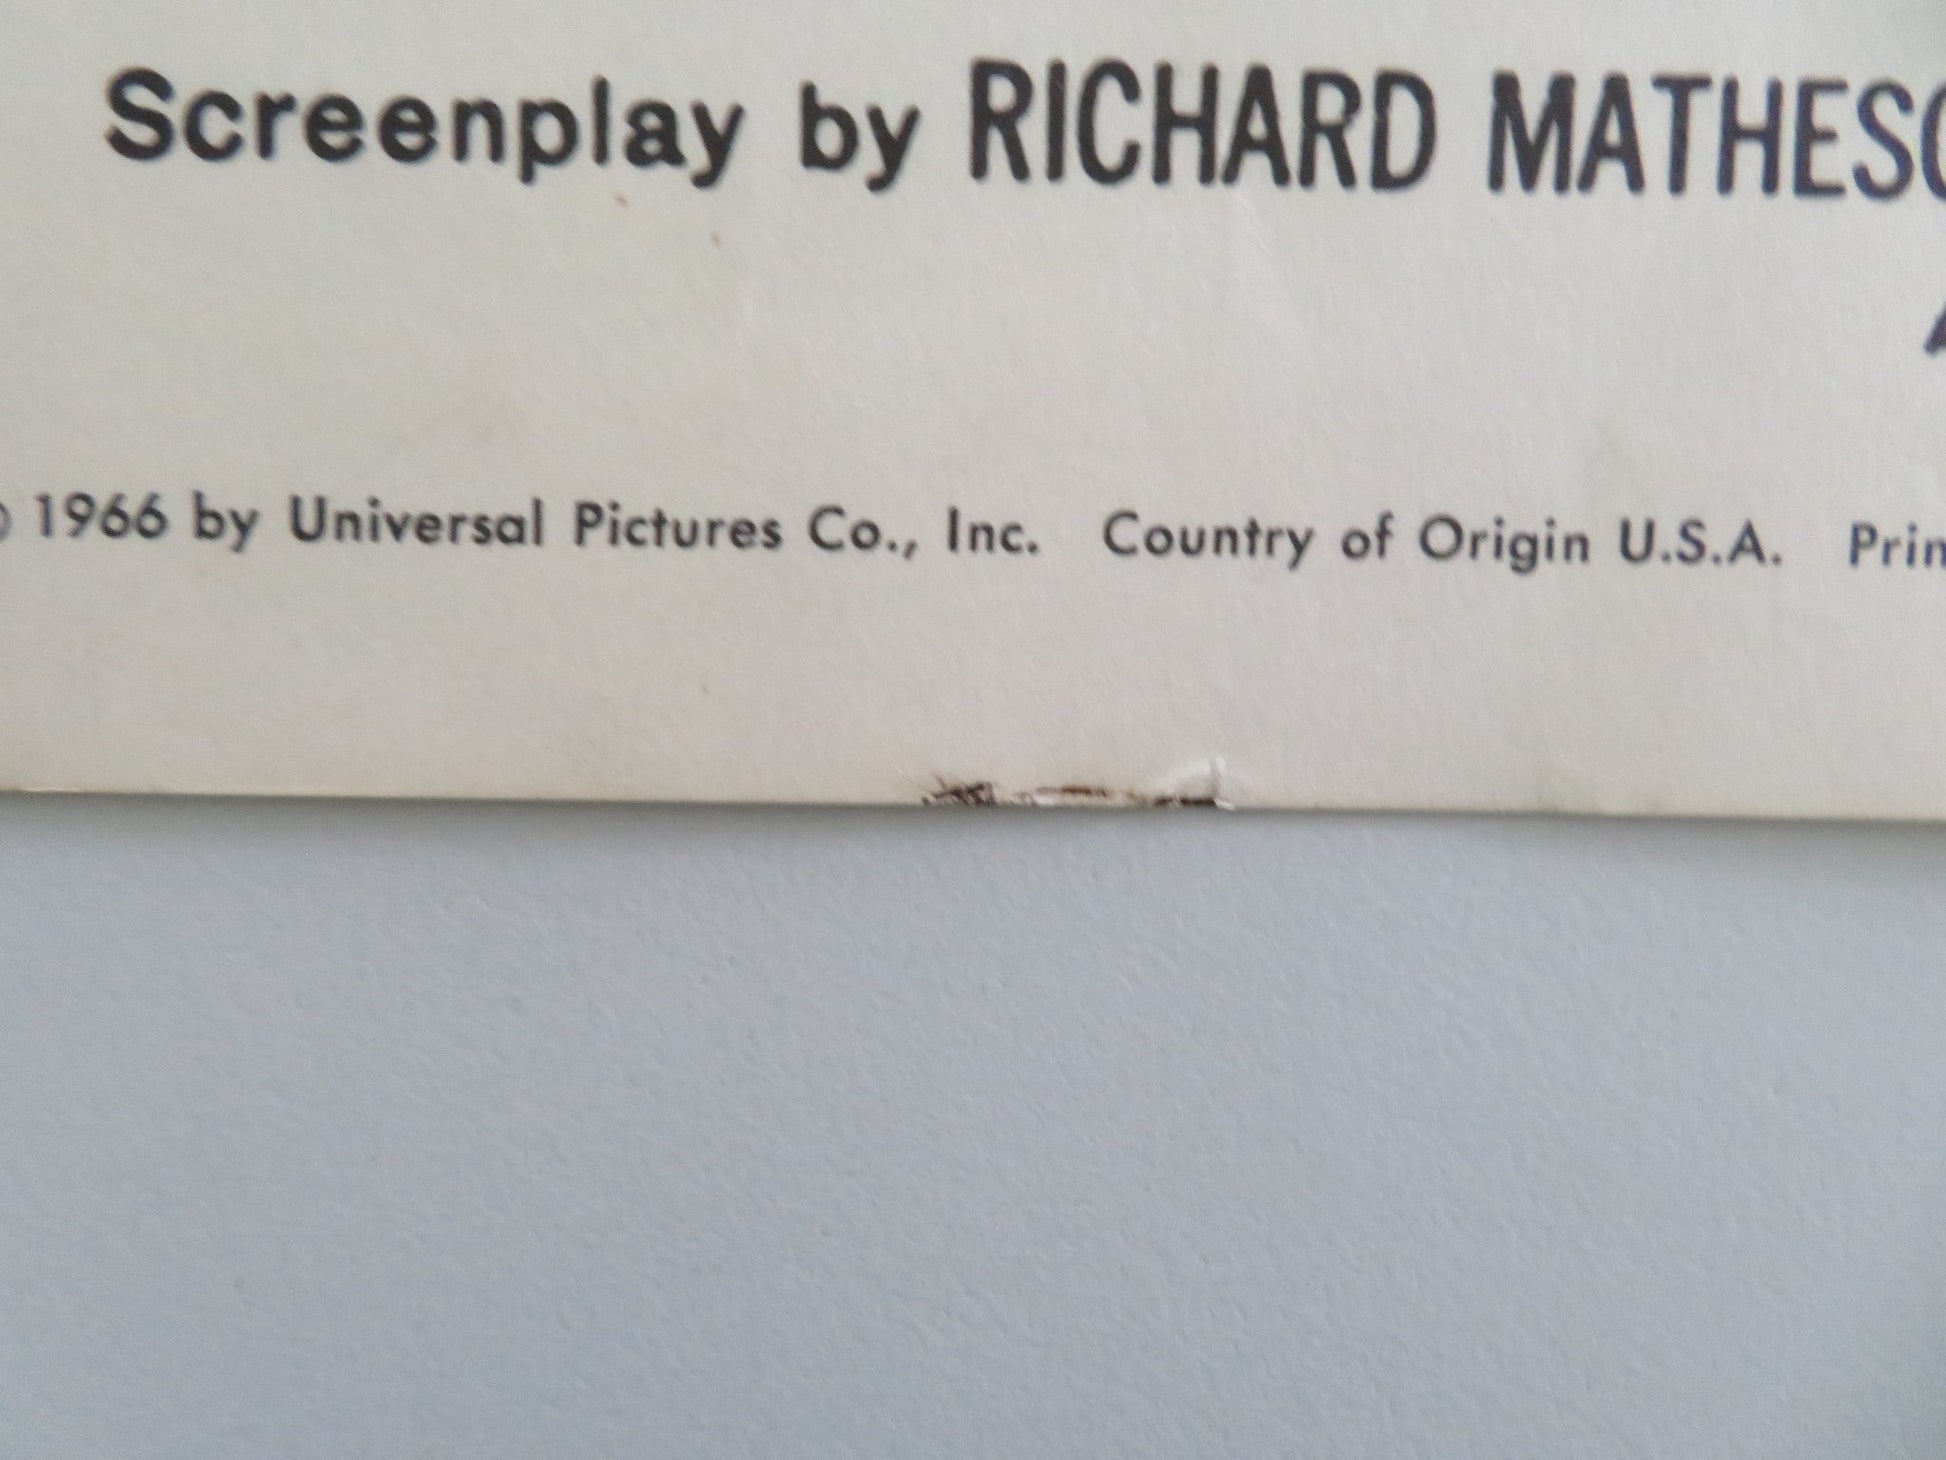 Screenplay by RICHARD MATHESO
© 1966 by Universal Pictures Co., Inc. Country of Origin U.S.A. Prin